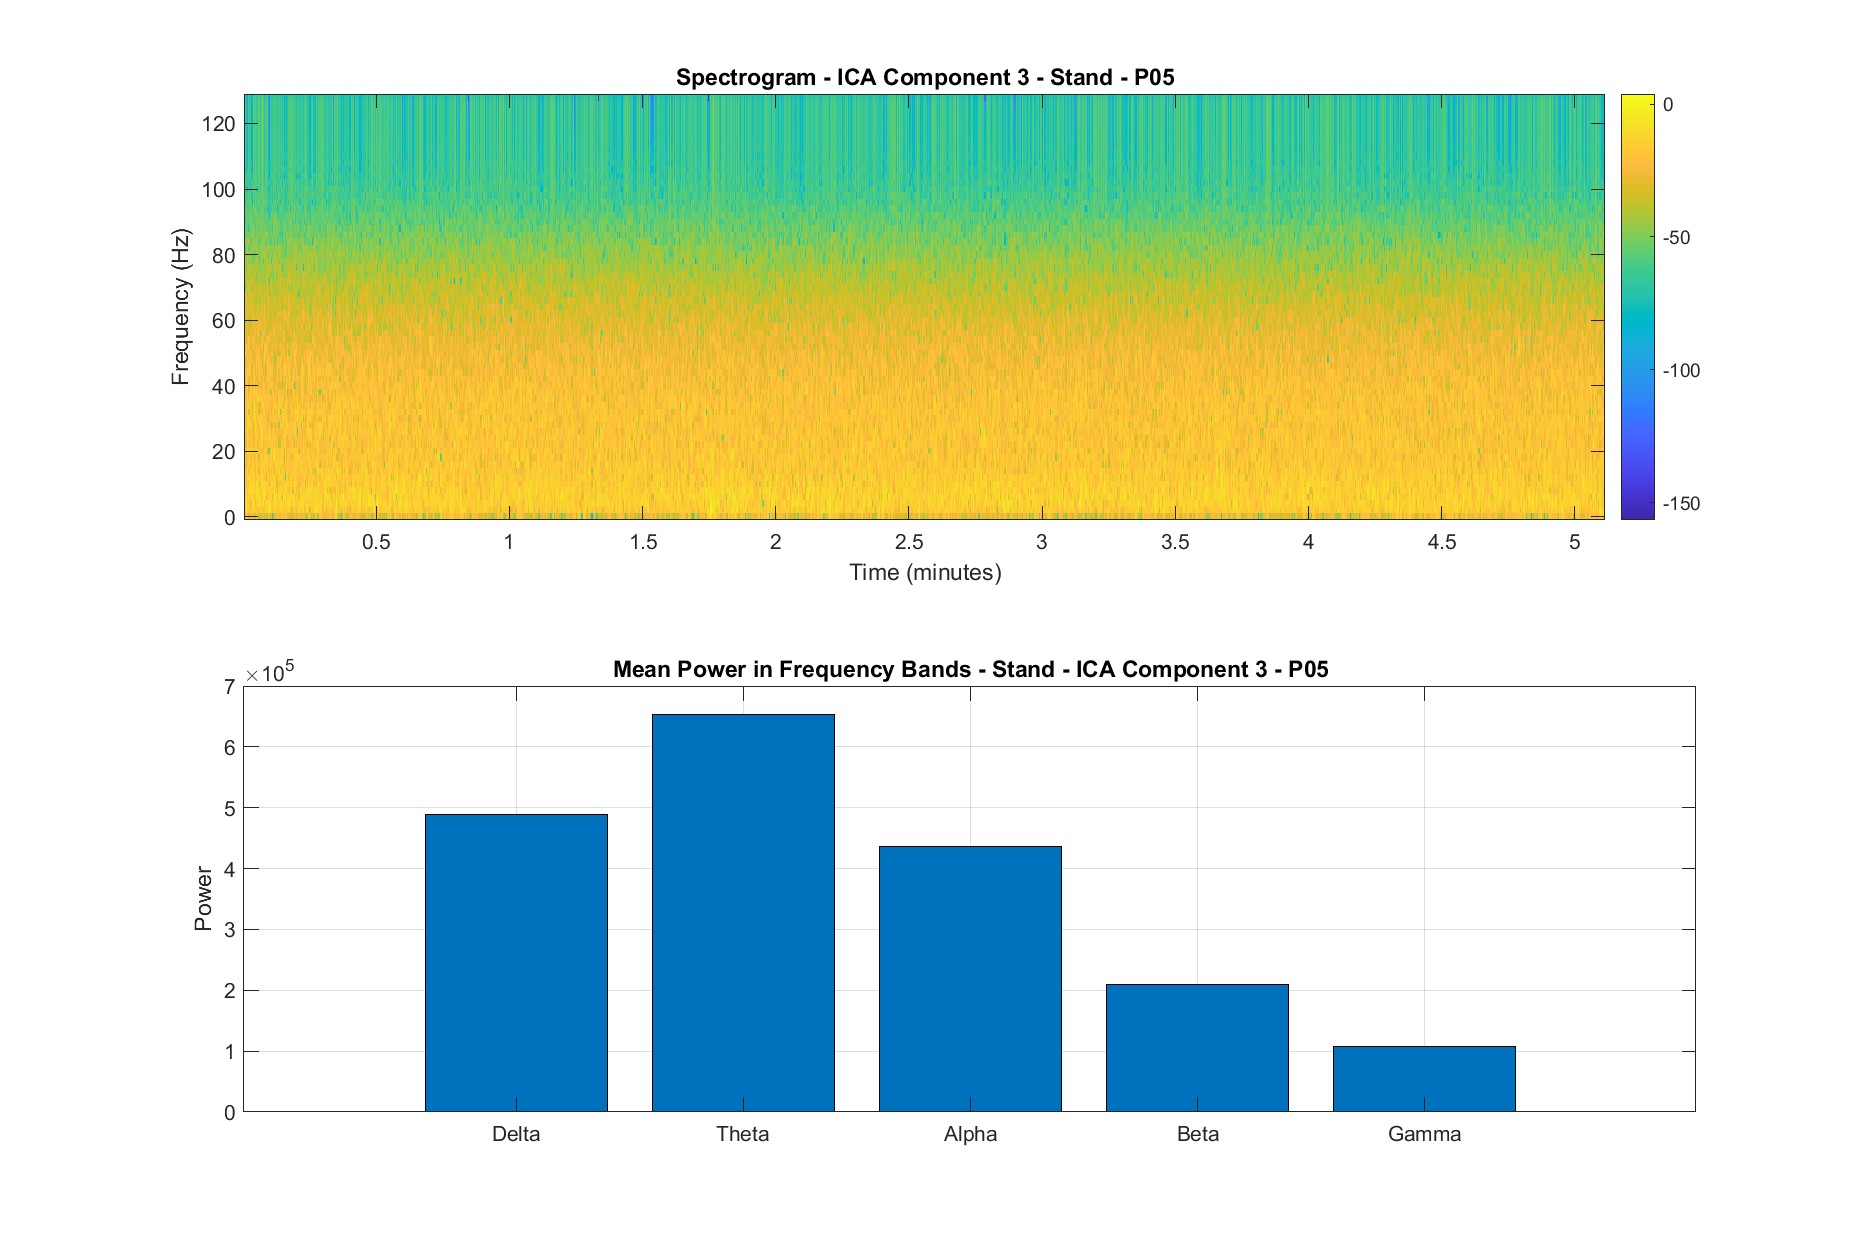 Spectrogram - ICA Component 3 - Stand - P05
120
100
80
60
40
20
0
Frequency (Hz)
0.5 1 1.5 2 2.5 3 3.5 4 4.5 5
Time (minutes)
0
-50
-100
-150
Mean Power in Frequency Bands - Stand - ICA Component 3 - P05
×10^5
7
6
5
4
3
2
1
0
Power
Delta Theta Alpha Beta Gamma